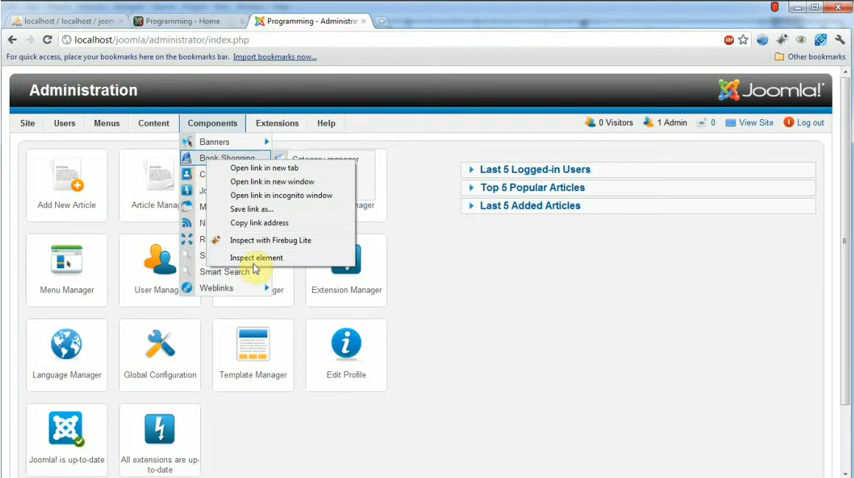 localhost / localhost / joom
Programming - Home
Programming - Administra
localhost/joomla/administrator/index.php
For quick access, place your bookmarks here on the bookmarks bar. Import bookmarks now...
Other bookmarks
Administration
Joomla!
Site Users Menus Content Components Extensions Help
0 Visitors 1 Admin 0 View Site Log out
Banners
Book Shopping
Category manager
Open link in new tab
Open link in new window
Open link in incognito window
Save link as...
Copy link address
Inspect with Firebug Lite
Inspect element
Smart Search
Weblinks
Last 5 Logged-in Users
Top 5 Popular Articles
Last 5 Added Articles
Add New Article
Article Mana
Menu Manager
User Mana
Extension Manager
Language Manager
Global Configuration
Template Manager
Edit Profile
Joomla! is up-to-date
All extensions are up-
to-date